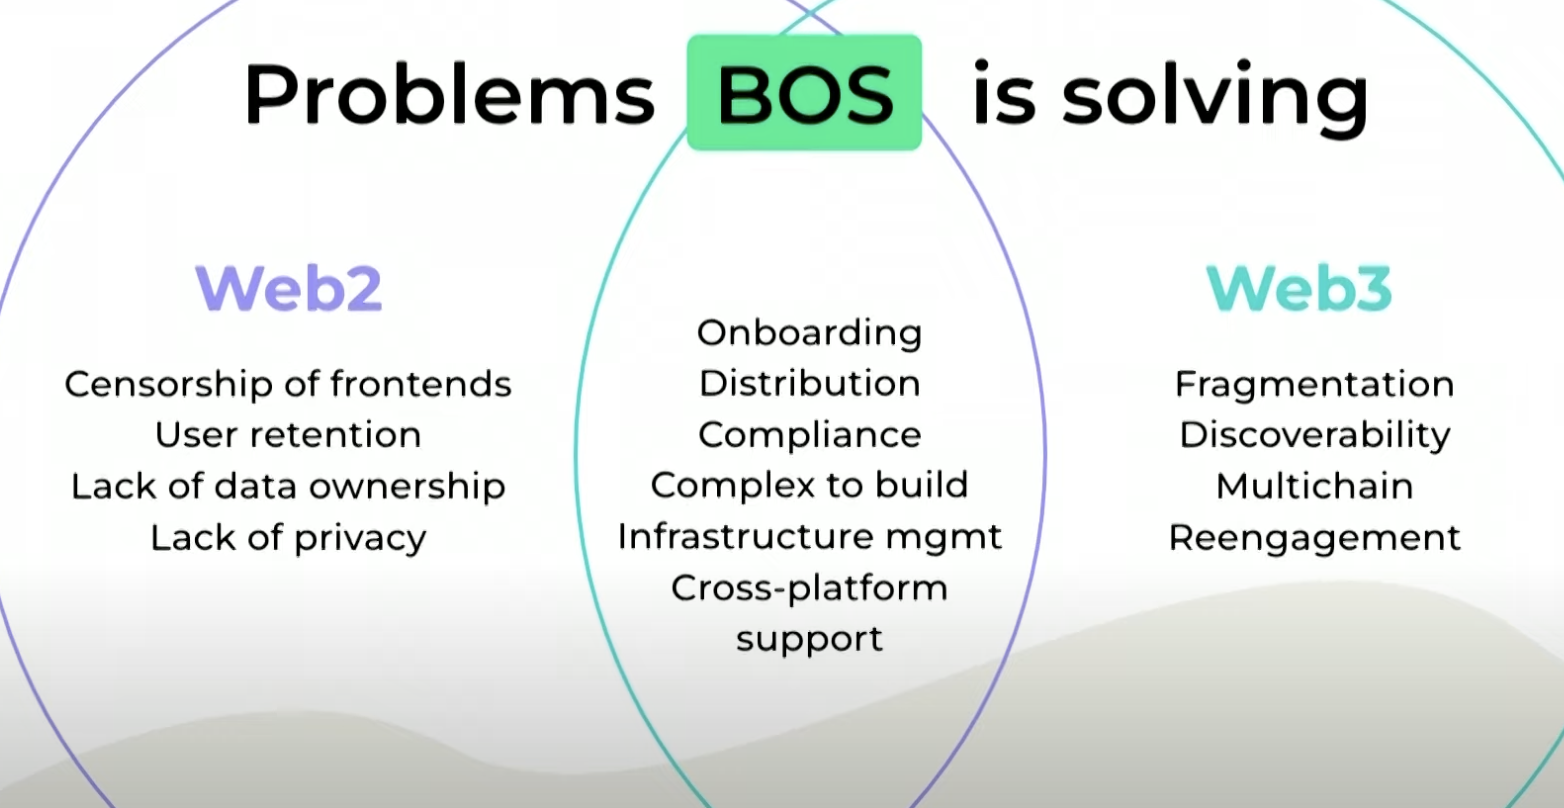 Problems BOS is solving
Web2
Censorship of frontends
User retention
Lack of data ownership
Lack of privacy
Onboarding
Distribution
Compliance
Complex to build
Infrastructure mgmt
Cross-platform
support
Web3
Fragmentation
Discoverability
Multichain
Reengagement